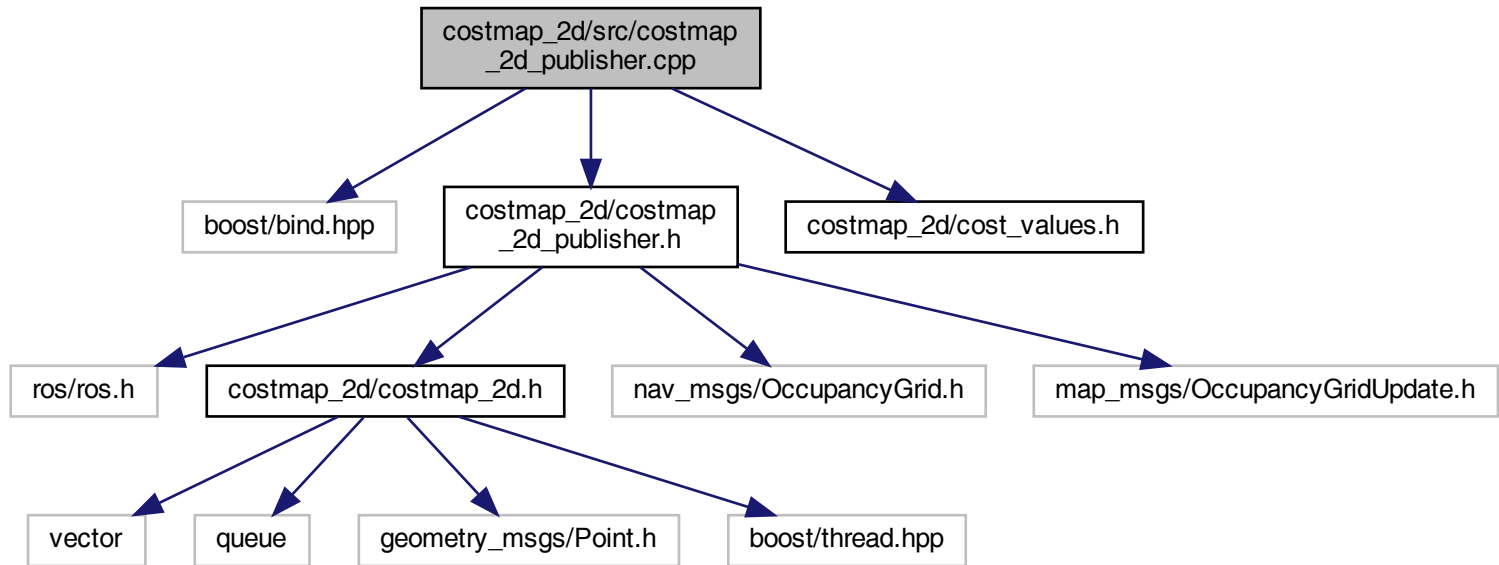 costmap_2d/src/costmap
_2d_publisher.cpp
boost/bind.hpp
costmap_2d/costmap
_2d_publisher.h
costmap_2d/cost_values.h
ros/ros.h
costmap_2d/costmap_2d.h
nav_msgs/OccupancyGrid.h
map_msgs/OccupancyGridUpdate.h
vector
queue
geometry_msgs/Point.h
boost/thread.hpp